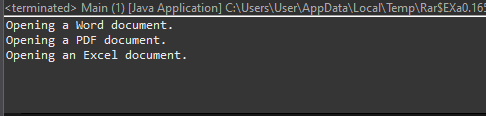 <terminated> Main (1) [Java Application] C:\Users\User\AppData\Local\Temp\Rar$EXa0.165
Opening a Word document.
Opening a PDF document.
Opening an Excel document.